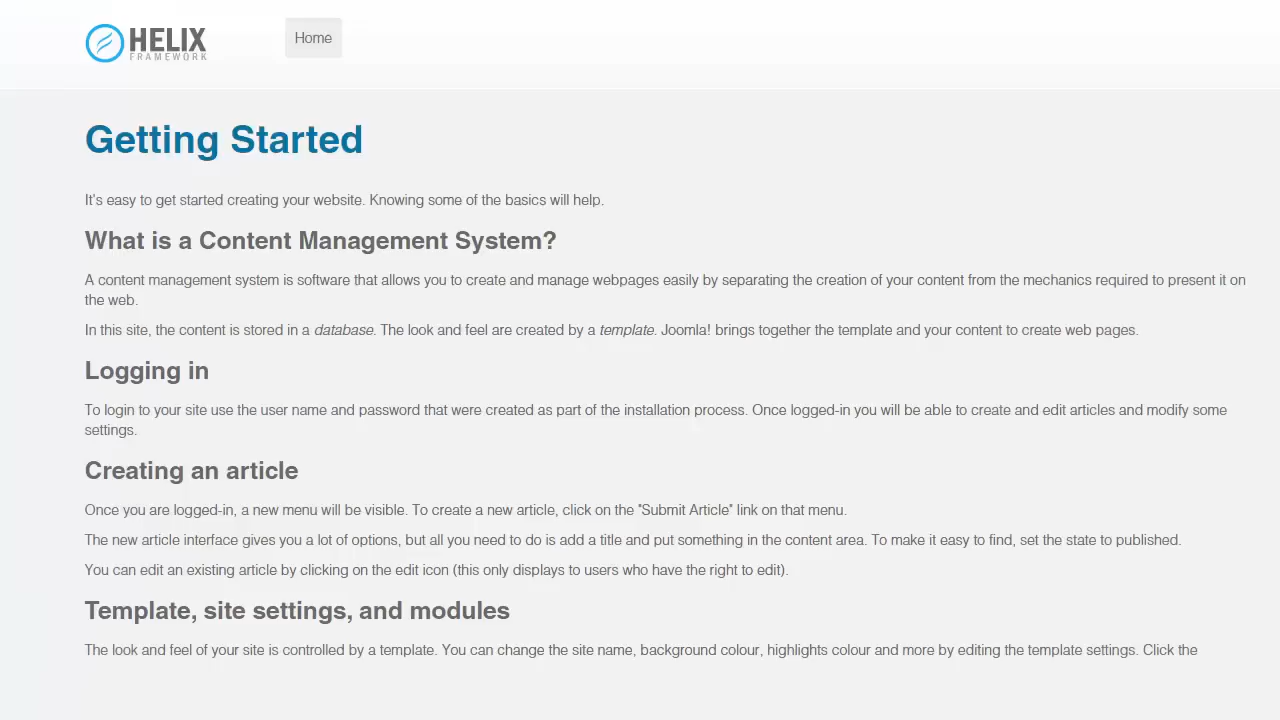 HELIX
FRAMEWORK
Home
Getting Started
It's easy to get started creating your website. Knowing some of the basics will help.
What is a Content Management System?
A content management system is software that allows you to create and manage webpages easily by separating the creation of your content from the mechanics required to present it on
the web.
In this site, the content is stored in a database. The look and feel are created by a template. Joomla! brings together the template and your content to create web pages.
Logging in
To login to your site use the user name and password that were created as part of the installation process. Once logged-in you will be able to create and edit articles and modify some
settings.
Creating an article
Once you are logged-in, a new menu will be visible. To create a new article, click on the "Submit Article" link on that menu.
The new article interface gives you a lot of options, but all you need to do is add a title and put something in the content area. To make it easy to find, set the state to published.
You can edit an existing article by clicking on the edit icon (this only displays to users who have the right to edit).
Template, site settings, and modules
The look and feel of your site is controlled by a template. You can change the site name, background colour, highlights colour and more by editing the template settings. Click the